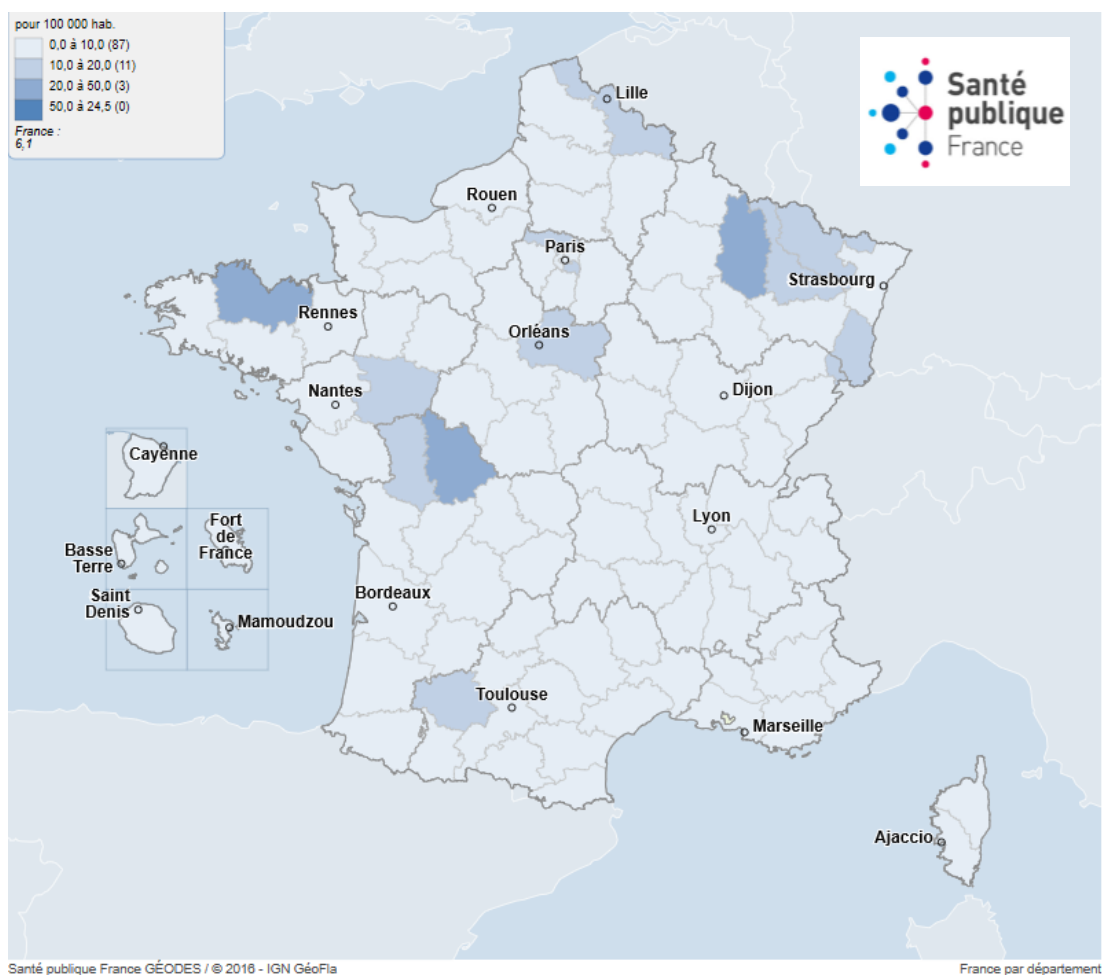 pour 100 000 hab.
0,0 à 10,0 (87)
10,0 à 20,0 (11)
20,0 à 50,0 (3)
50,0 à 24,5 (0)
France :
6,1
Santé
publique
France
Lille
Rouen
Paris
Strasbourg
Rennes
Orléans
Nantes
Dijon
Cayenne
Lyon
Fort
de
France
Basse
Terre
Saint
Denis
Bordeaux
Mamoudzou
Toulouse
Marseille
Ajaccio
Santé publique France GÉODES / © 2016 - IGN GéoFla
France par département